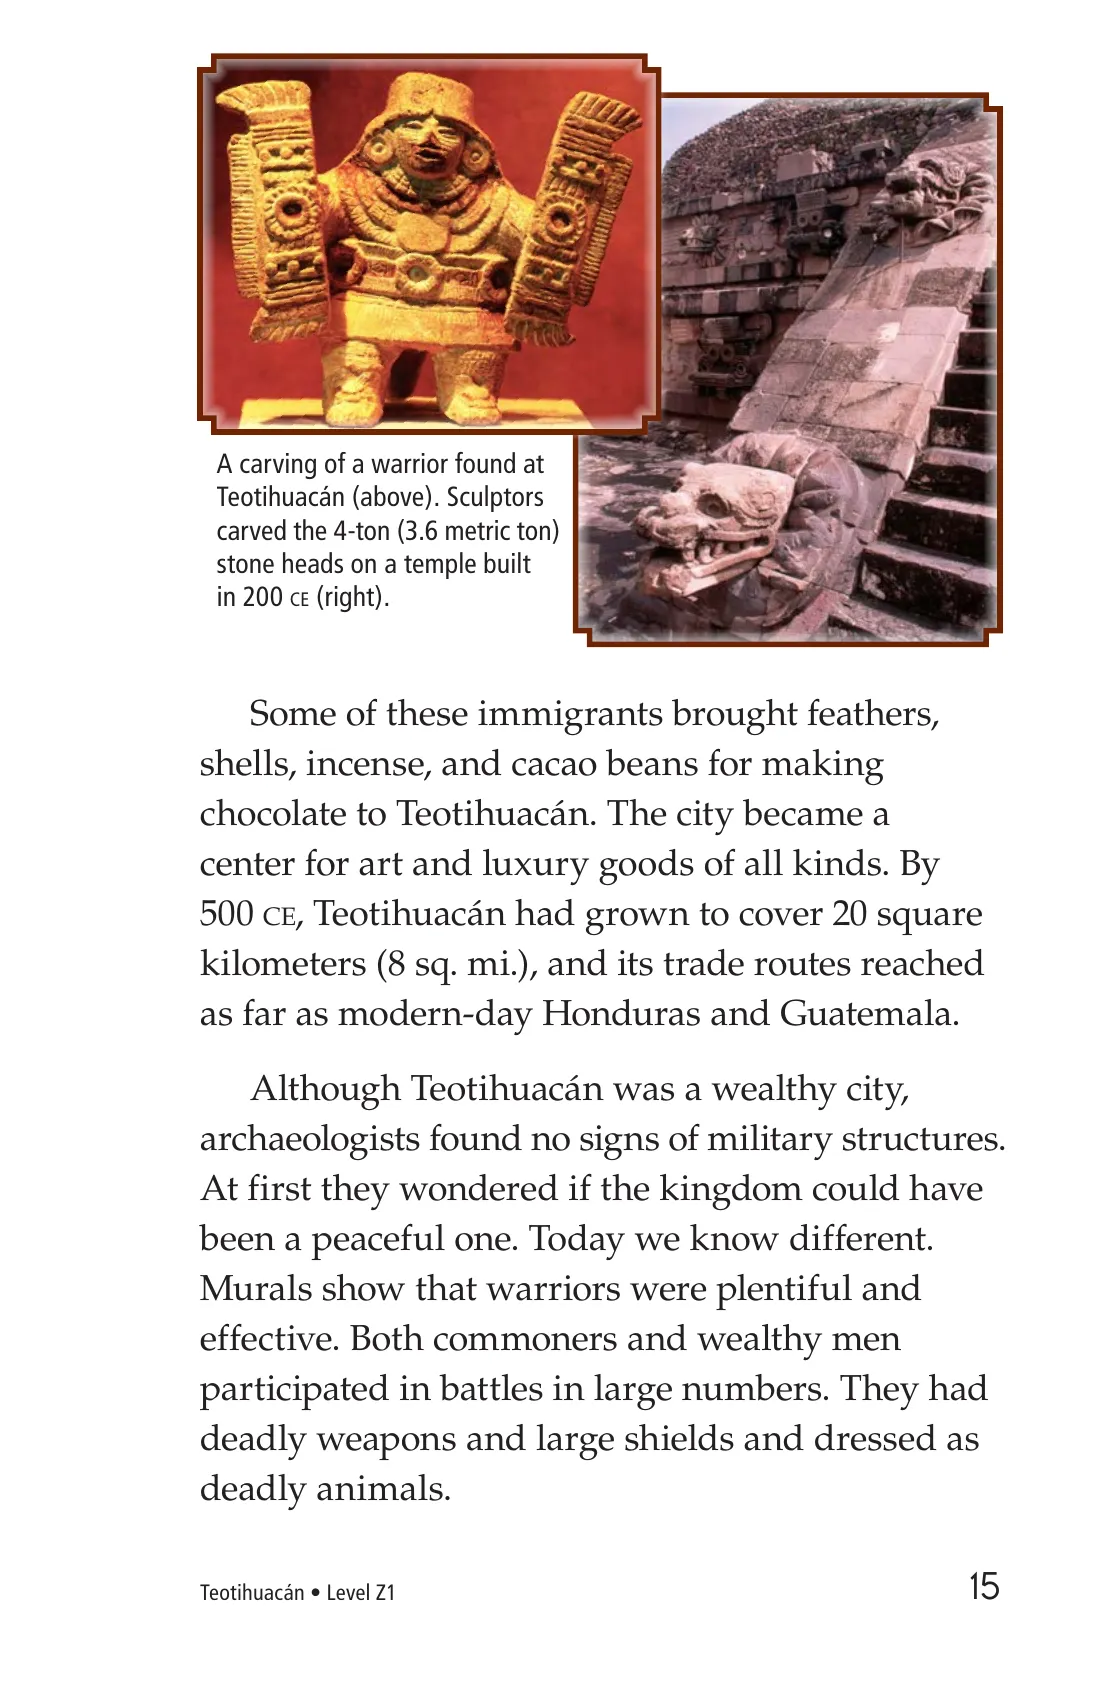 A carving of a warrior found at
Teotihuacán (above). Sculptors
carved the 4-ton (3.6 metric ton)
stone heads on a temple built
in 200 CE (right).
Some of these immigrants brought feathers,
shells, incense, and cacao beans for making
chocolate to Teotihuacán. The city became a
center for art and luxury goods of all kinds. By
500 CE, Teotihuacán had grown to cover 20 square
kilometers (8 sq. mi.), and its trade routes reached
as far as modern-day Honduras and Guatemala.
Although Teotihuacán was a wealthy city,
archaeologists found no signs of military structures.
At first they wondered if the kingdom could have
been a peaceful one. Today we know different.
Murals show that warriors were plentiful and
effective. Both commoners and wealthy men
participated in battles in large numbers. They had
deadly weapons and large shields and dressed as
deadly animals.
Teotihuacán • Level Z1
15